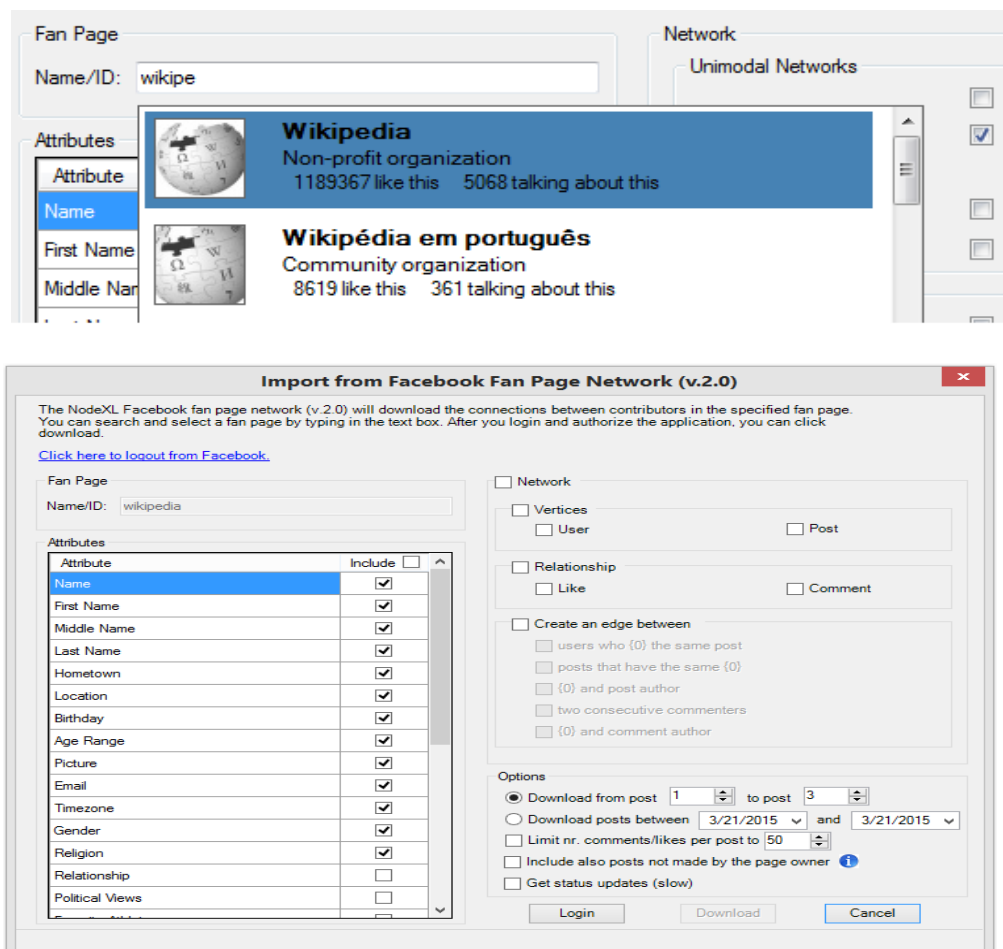 Fan Page
Name/ID: wikipe
Network
Unimodal Networks
Attributes
Attribute
Name
First Name
Middle Nar
Wikipedia
Non-profit organization
1189367 like this 5068 talking about this
Wikipédia em português
Community organization
8619 like this 361 talking about this
Import from Facebook Fan Page Network (v.2.0)
The NodeXL Facebook fan page network (v.2.0) will download the connections between contributors in the specified fan page.
You can search and select a fan page by typing in the text box. After you login and authorize the application, you can click
download.
Click here to logout from Facebook.
Fan Page
Name/ID: wikipedia
Attributes
Attribute Include
Name
First Name
Middle Name
Last Name
Hometown
Location
Birthday
Age Range
Picture
Email
Timezone
Gender
Religion
Relationship
Political Views
Network
Vertices
User Post
Relationship
Like Comment
Create an edge between
users who {0} the same post
posts that have the same {0}
{0} and post author
two consecutive commenters
{0} and comment author
Options
Download from post 1 to post 3
Download posts between 3/21/2015 and 3/21/2015
Limit nr. comments/likes per post to 50
Include also posts not made by the page owner
Get status updates (slow)
Login Download Cancel